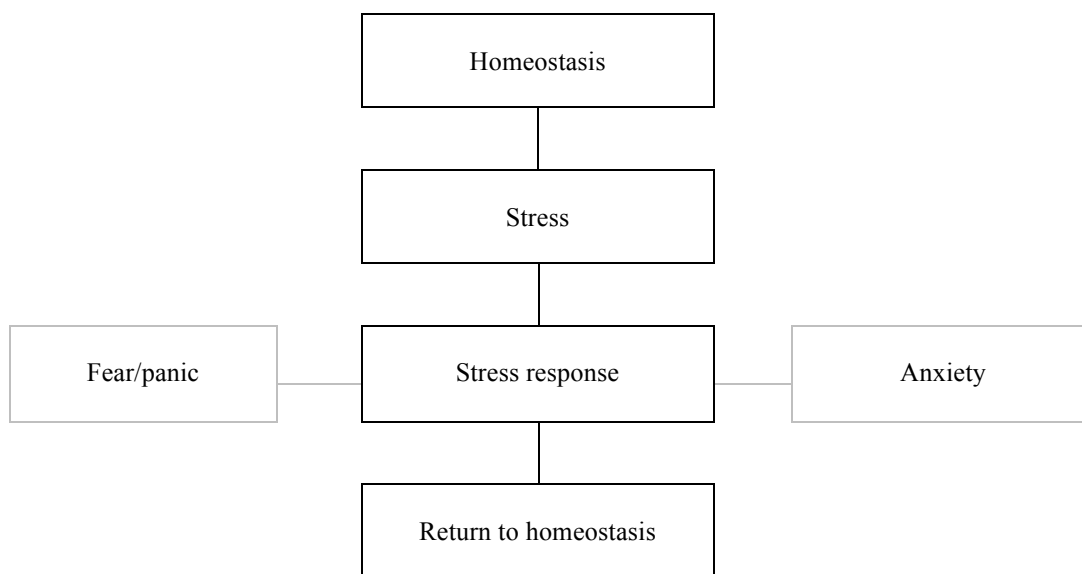 Homeostasis
Stress
Fear/panic
Stress response
Anxiety
Return to homeostasis